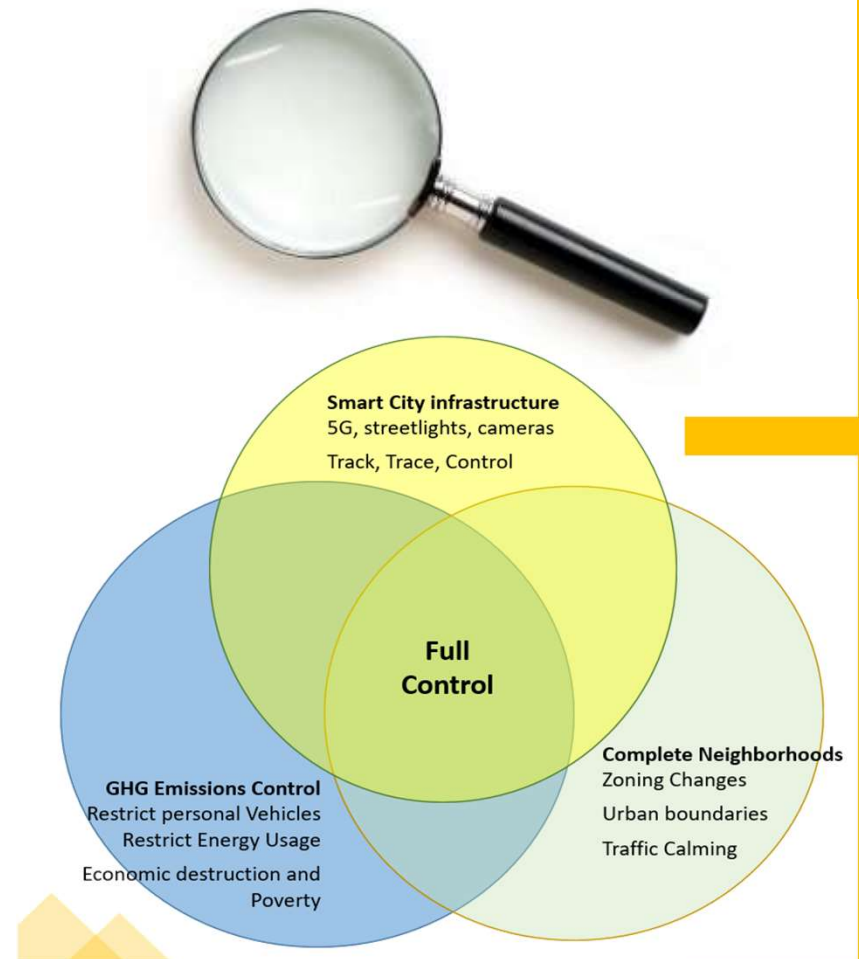 Smart City infrastructure
5G, streetlights, cameras
Track, Trace, Control
Full
Control
GHG Emissions Control
Restrict personal Vehicles
Restrict Energy Usage
Economic destruction and
Poverty
Complete Neighborhoods
Zoning Changes
Urban boundaries
Traffic Calming